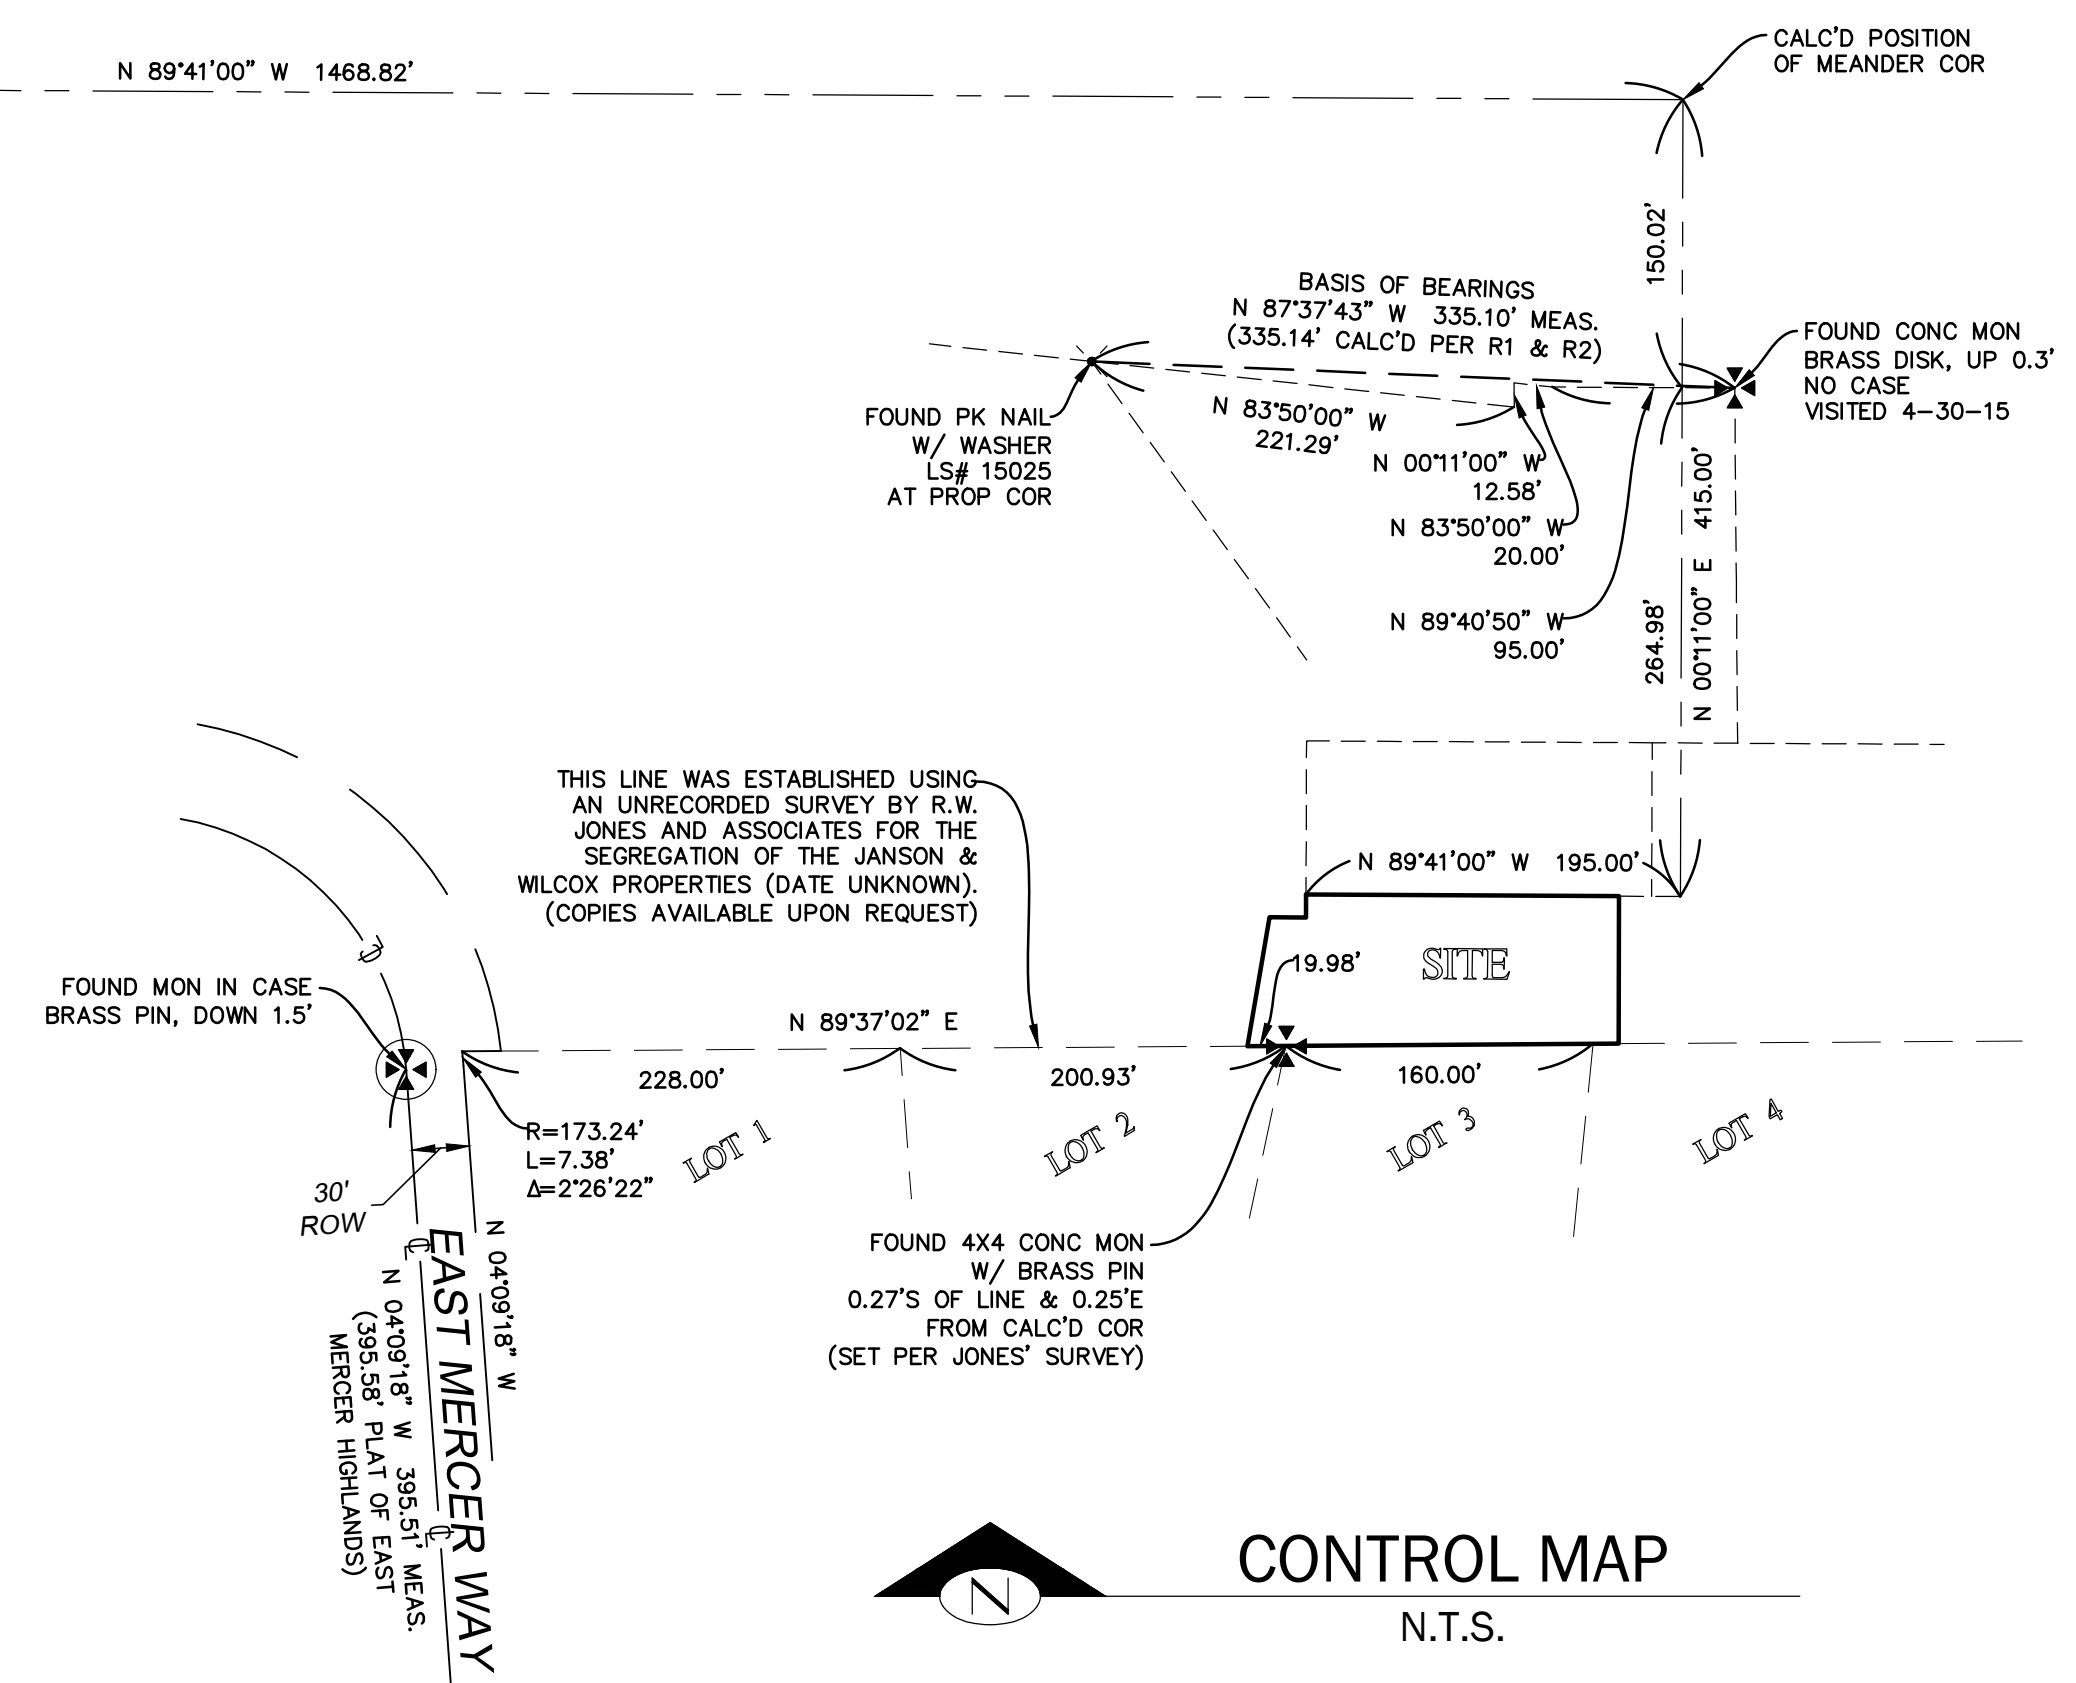 N 89°41'00" W 1468.82'
CALC'D POSITION
OF MEANDER COR
150.02'
BASIS OF BEARINGS
N 87°37'43" W 335.10' MEAS.
(335.14' CALC'D PER R1 & R2)
FOUND CONC MON
BRASS DISK, UP 0.3'
NO CASE
VISITED 4-30-15
FOUND PK NAIL
W/ WASHER
LS# 15025
AT PROP COR
N 83°50'00" W
221.29'
N 00°11'00" W
12.58'
N 83°50'00" W
20.00'
N 89°40'50" W
95.00'
264.98'
N 00°11'00" E 415.00'
THIS LINE WAS ESTABLISHED USING
AN UNRECORDED SURVEY BY R.W.
JONES AND ASSOCIATES FOR THE
SEGREGATION OF THE JANSON &
WILCOX PROPERTIES (DATE UNKNOWN).
(COPIES AVAILABLE UPON REQUEST)
N 89°41'00" W 195.00'
19.98'
SITE
FOUND MON IN CASE
BRASS PIN, DOWN 1.5'
N 89°37'02" E
228.00'
200.93'
160.00'
R=173.24'
L=7.38'
Δ=2°26'22"
LOT 1
LOT 2
LOT 3
LOT 4
30'
ROW
FOUND 4X4 CONC MON
W/ BRASS PIN
0.27'S OF LINE & 0.25'E
FROM CALC'D COR
(SET PER JONES' SURVEY)
N 04°09'18" W
EAST MERCER WAY
N 04°09'18" W 395.51' MEAS.
(395.58' PLAT OF EAST
MERCER HIGHLANDS)
N
CONTROL MAP
N.T.S.